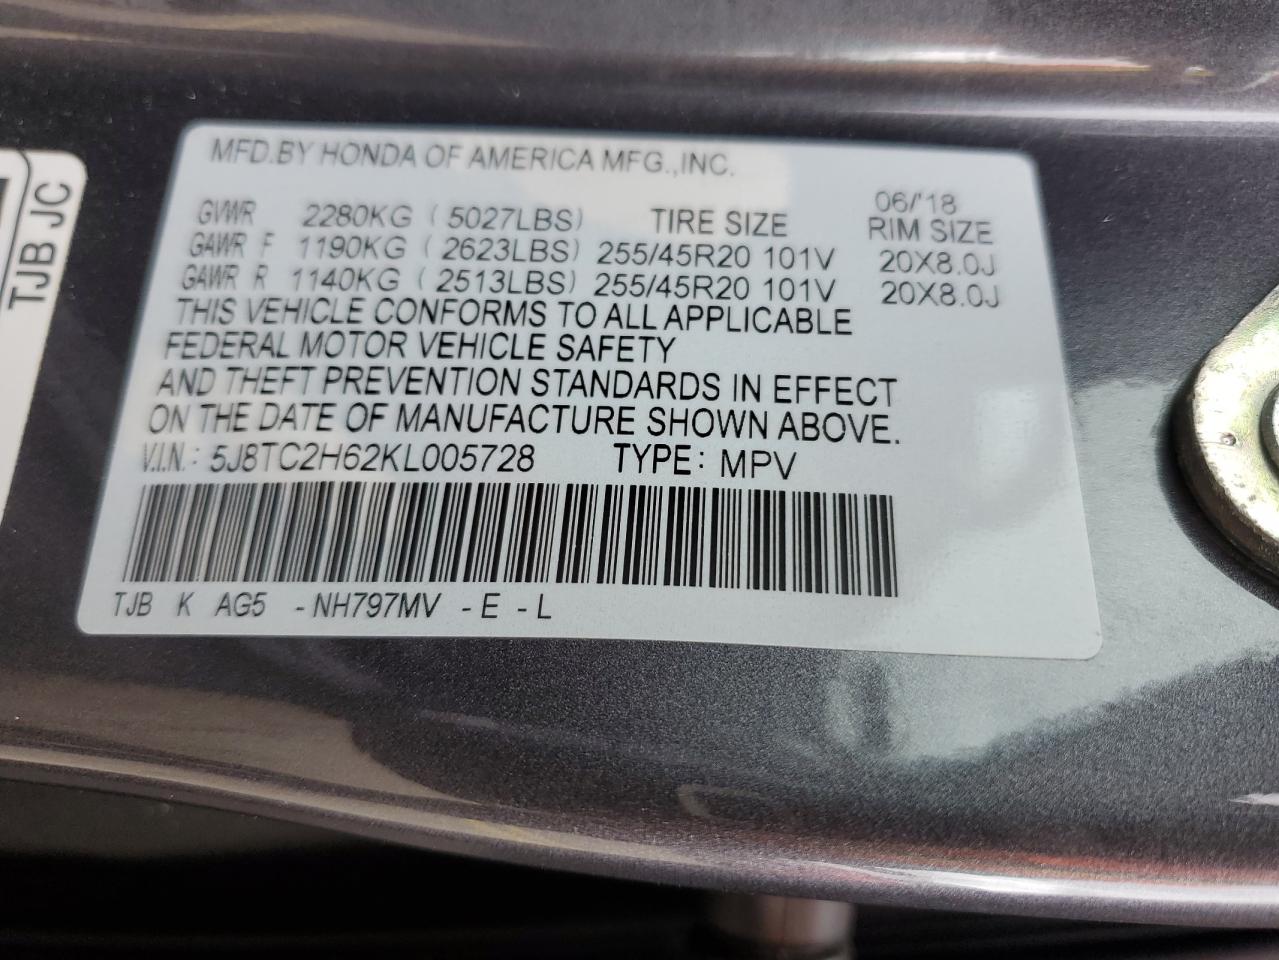 MFD.BY HONDA OF AMERICA MFG.,INC.
06/'18
GVWR 2280KG (5027LBS) TIRE SIZE RIM SIZE
GAWR F 1190KG (2623LBS) 255/45R20 101V 20X8.0J
GAWR R 1140KG (2513LBS) 255/45R20 101V 20X8.0J
THIS VEHICLE CONFORMS TO ALL APPLICABLE
FEDERAL MOTOR VEHICLE SAFETY
AND THEFT PREVENTION STANDARDS IN EFFECT
ON THE DATE OF MANUFACTURE SHOWN ABOVE.
V.I.N.: 5J8TC2H62KL005728 TYPE: MPV
TJB K AG5 -NH797MV -E -L
TJB JC